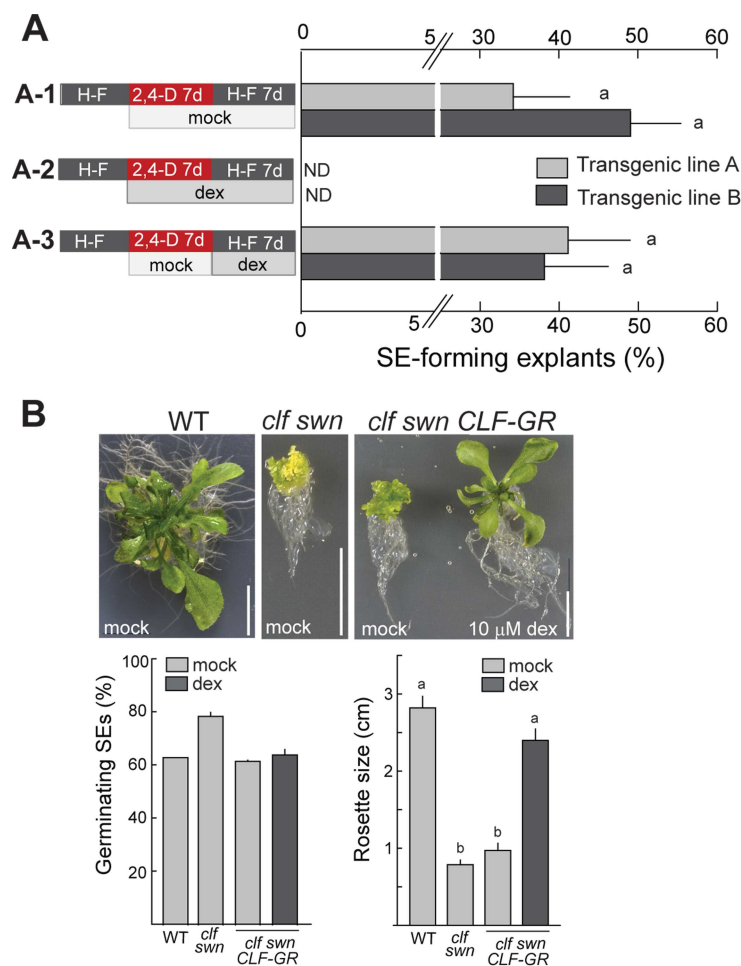 A
0 5 30 40 50 60
A-1 H-F 2,4-D 7d H-F 7d
mock
a
a
A-2 H-F 2,4-D 7d H-F 7d
dex
ND
ND
Transgenic line A
Transgenic line B
A-3 H-F 2,4-D 7d H-F 7d
mock dex
a
a
0 5 30 40 50 60
SE-forming explants (%)
B
WT clf swn clf swn CLF-GR
mock mock mock 10 µM dex
Germinating SEs (%)
100
80
60
40
20
mock
dex
WT
clf
swn
clf swn
CLF-GR
Rosette size (cm)
3
2
1
mock
dex
a
b
b
a
WT
clf
swn
clf swn
CLF-GR